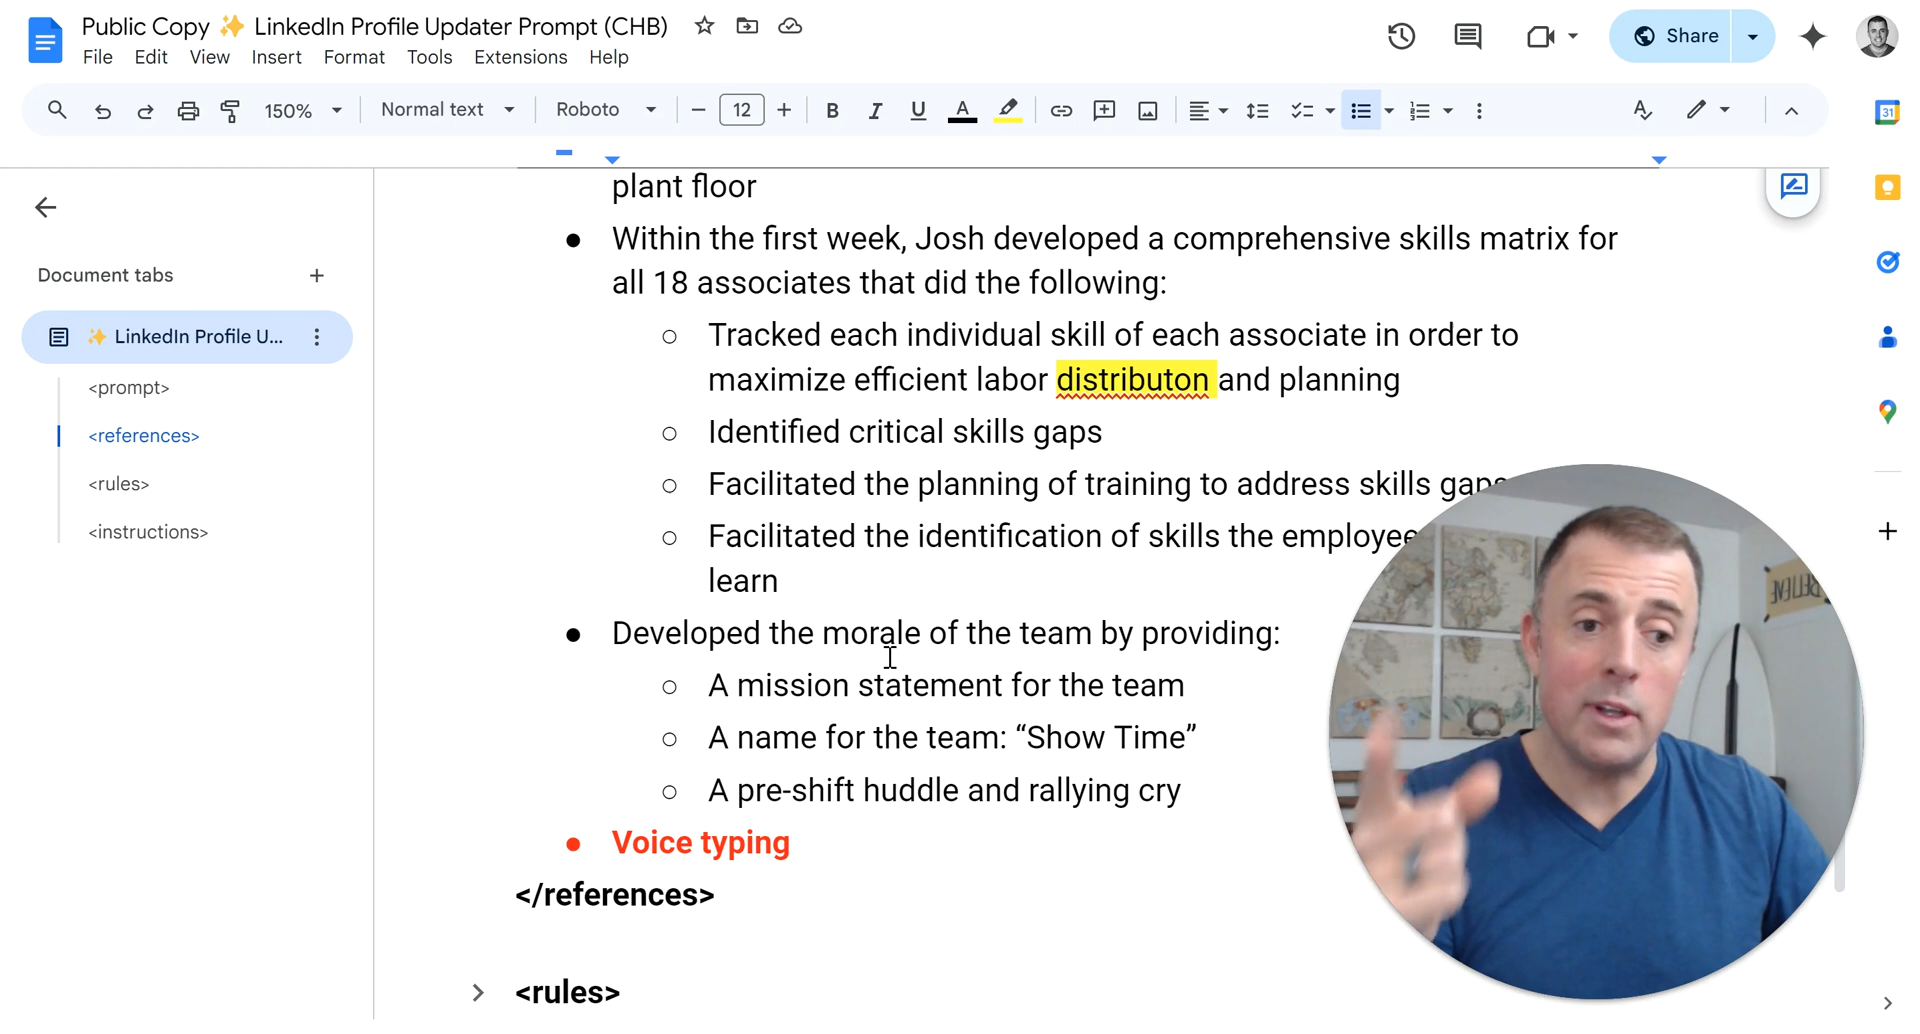 Public Copy ✨ LinkedIn Profile Updater Prompt (CHB)
File Edit View Insert Format Tools Extensions Help
Share
150% Normal text Roboto 12 B I U A
31
Document tabs
✨ LinkedIn Profile U...
<prompt>
<references>
<rules>
<instructions>
plant floor
● Within the first week, Josh developed a comprehensive skills matrix for
all 18 associates that did the following:
○ Tracked each individual skill of each associate in order to
maximize efficient labor distributon and planning
○ Identified critical skills gaps
○ Facilitated the planning of training to address skills gaps
○ Facilitated the identification of skills the employee
learn
● Developed the morale of the team by providing:
○ A mission statement for the team
○ A name for the team: “Show Time”
○ A pre-shift huddle and rallying cry
● Voice typing
</references>
<rules>
BELIEVE